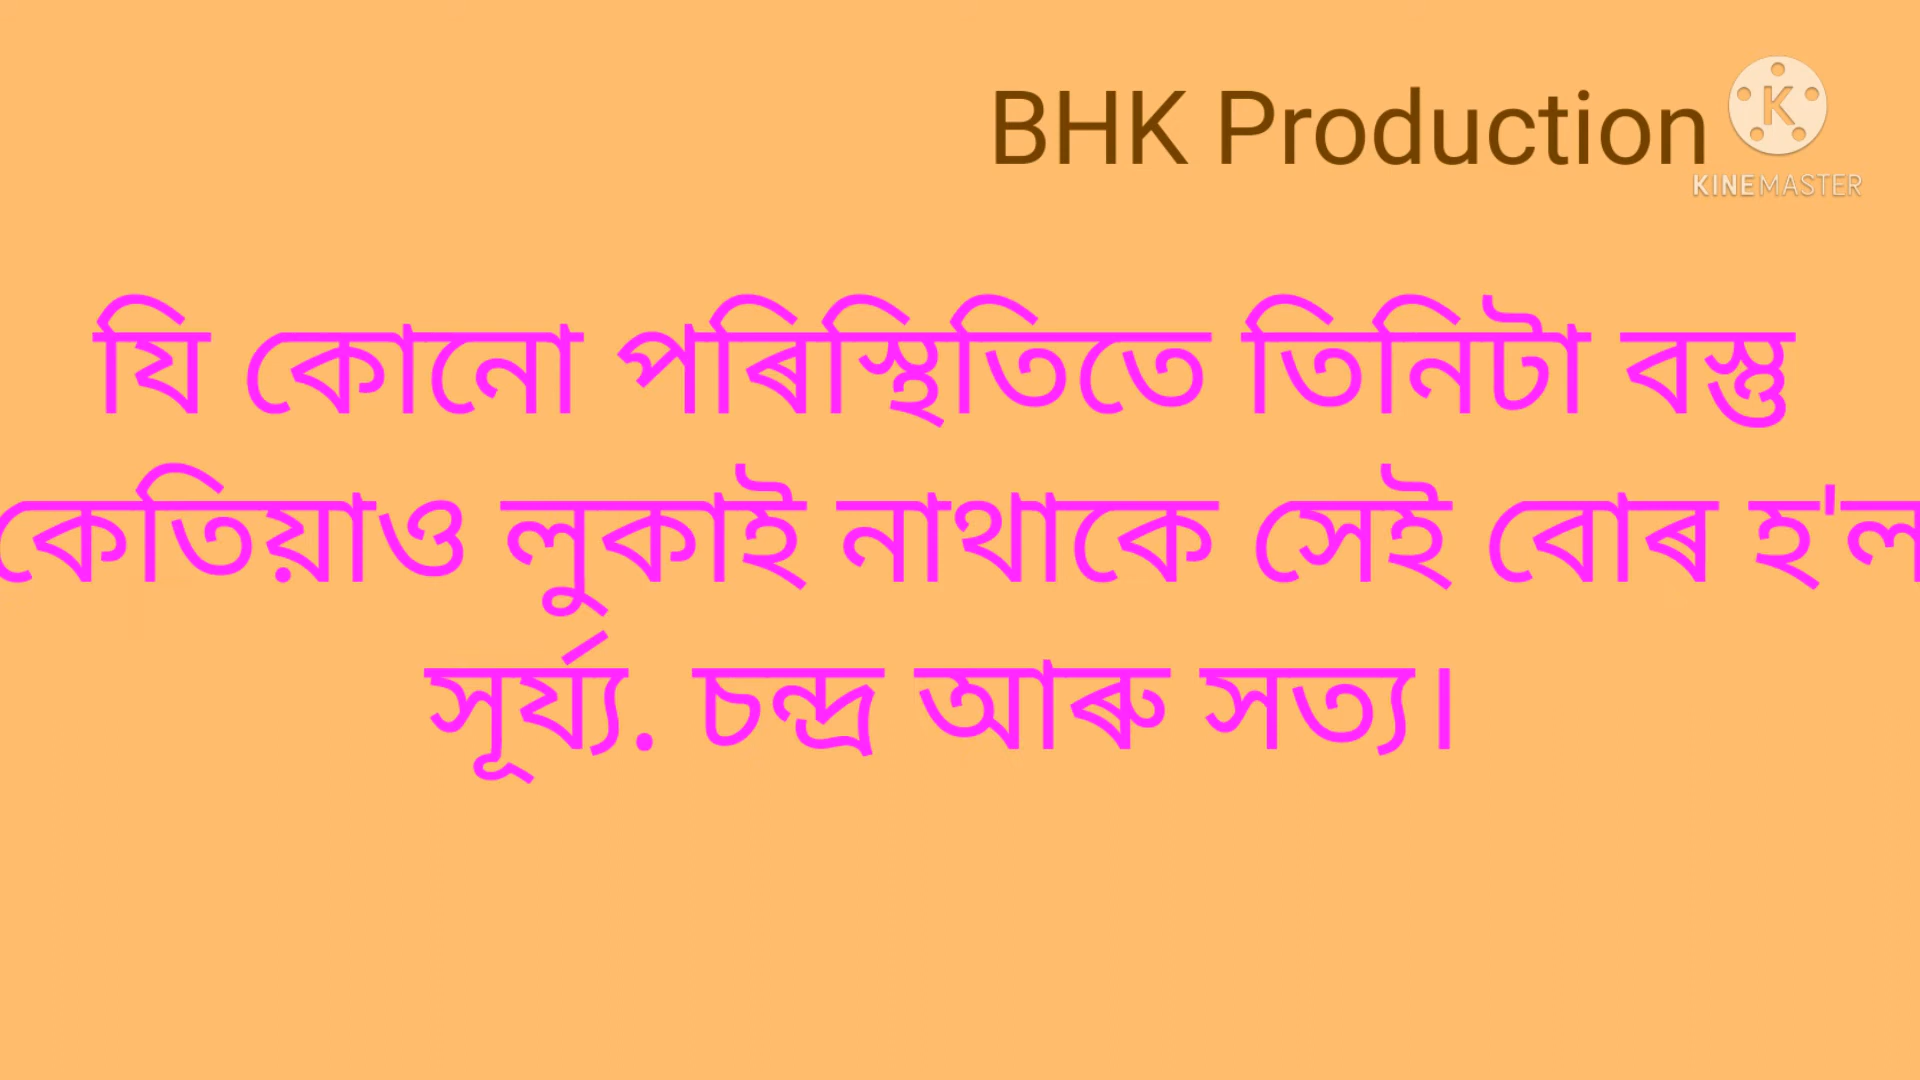 BHK Production
KINEMASTER
যি কোনো পৰিস্থিতিতে তিনিটা বস্তু
কেতিয়াও লুকাই নাথাকে সেই বোৰ হ'ল
সূৰ্য্য. চন্দ্ৰ আৰু সত্য।